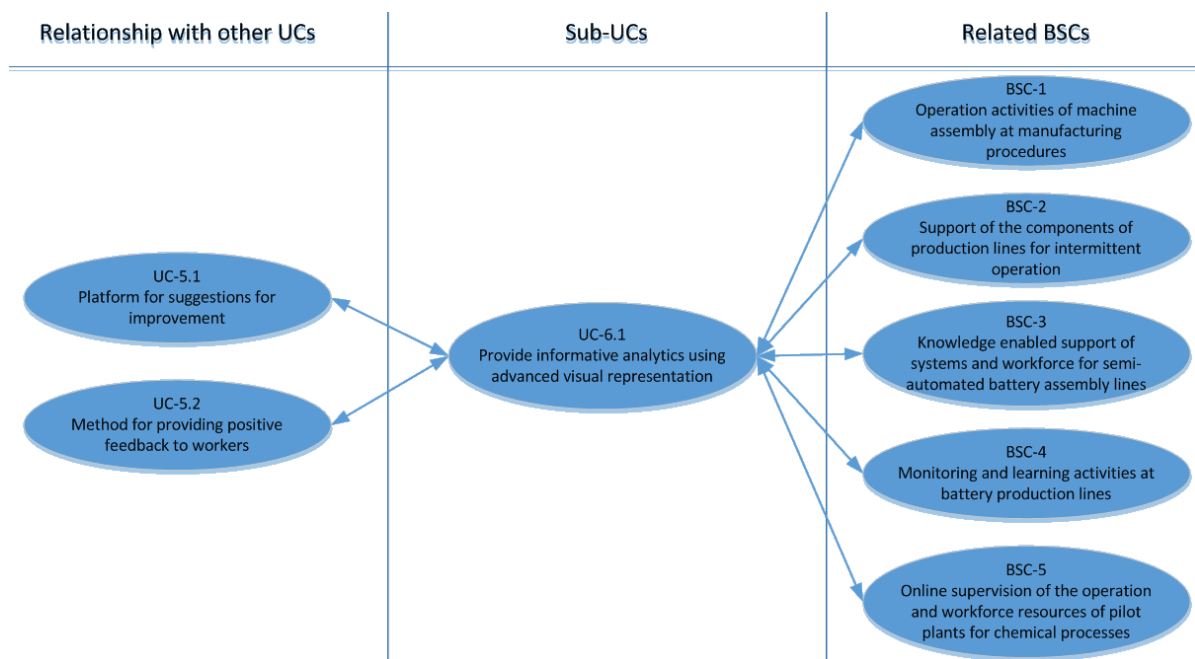 Relationship with other UCs
Sub-UCs
Related BSCs
UC-5.1
Platform for suggestions for
improvement
UC-5.2
Method for providing positive
feedback to workers
UC-6.1
Provide informative analytics using
advanced visual representation
BSC-1
Operation activities of machine
assembly at manufacturing
procedures
BSC-2
Support of the components of
production lines for intermittent
operation
BSC-3
Knowledge enabled support of
systems and workforce for semi-
automated battery assembly lines
BSC-4
Monitoring and learning activities at
battery production lines
BSC-5
Online supervision of the operation
and workforce resources of pilot
plants for chemical processes